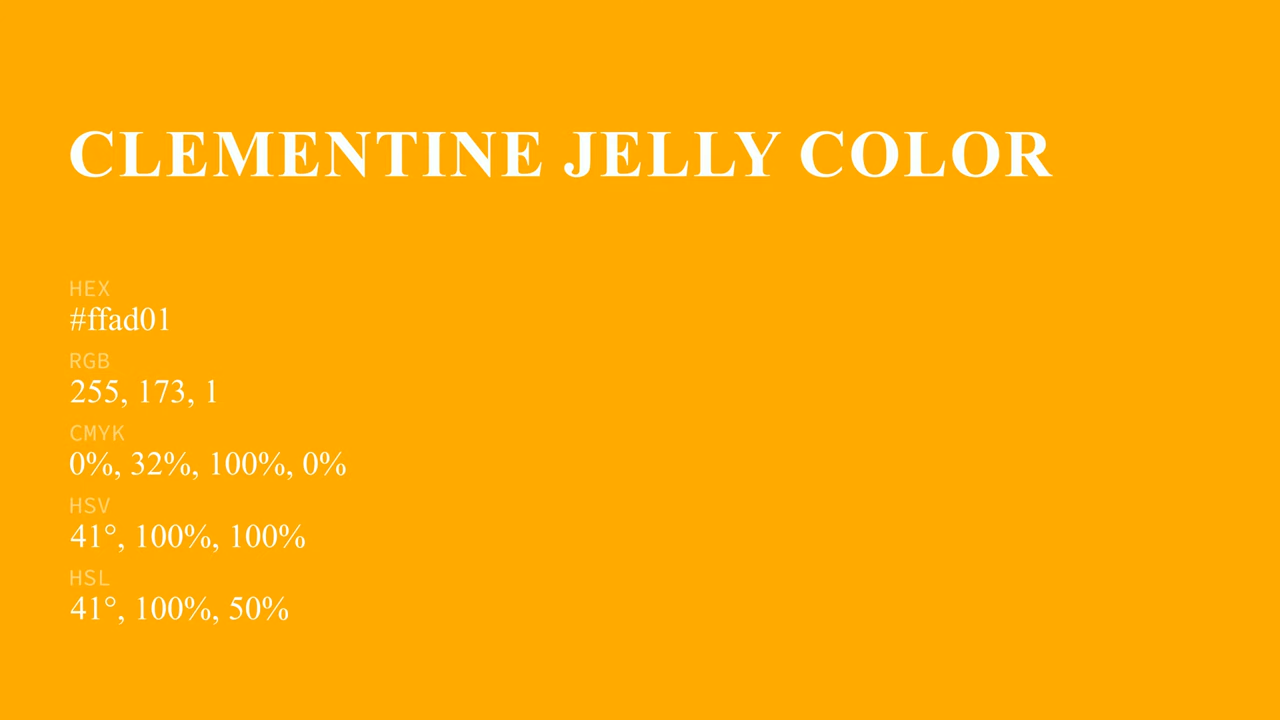 CLEMENTINE JELLY COLOR
HEX
#ffad01
RGB
255, 173, 1
CMYK
0%, 32%, 100%, 0%
HSV
41°, 100%, 100%
HSL
41°, 100%, 50%